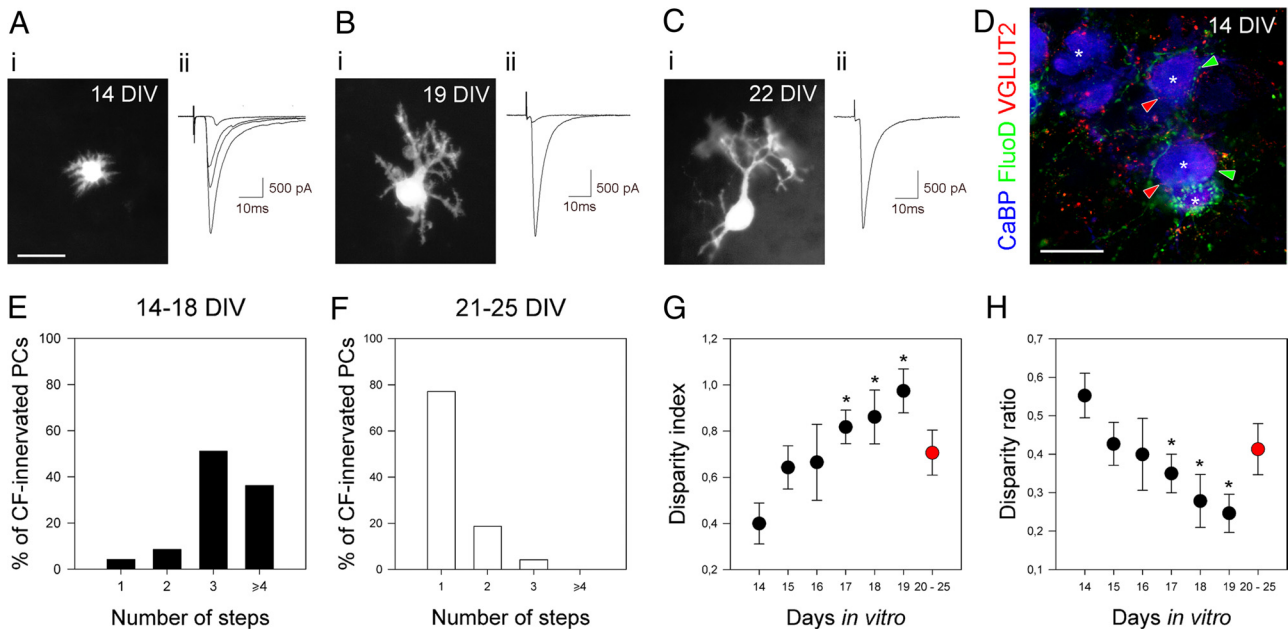 A
i
14 DIV
ii
500 pA
10ms
B
i
19 DIV
ii
500 pA
10ms
C
i
22 DIV
ii
500 pA
10ms
D
14 DIV
CaBP FluoD VGLUT2
*
*
*
*
E
14-18 DIV
% of CF-innervated PCs
100
80
60
40
20
0
1 2 3 ≥4
Number of steps
F
21-25 DIV
% of CF-innervated PCs
100
80
60
40
20
0
1 2 3 ≥4
Number of steps
G
Disparity index
1,2
1,0
0,8
0,6
0,4
0,2
* * *
14 15 16 17 18 19 20 - 25
Days in vitro
H
Disparity ratio
0,7
0,6
0,5
0,4
0,3
0,2
0,1
* * *
14 15 16 17 18 19 20 - 25
Days in vitro